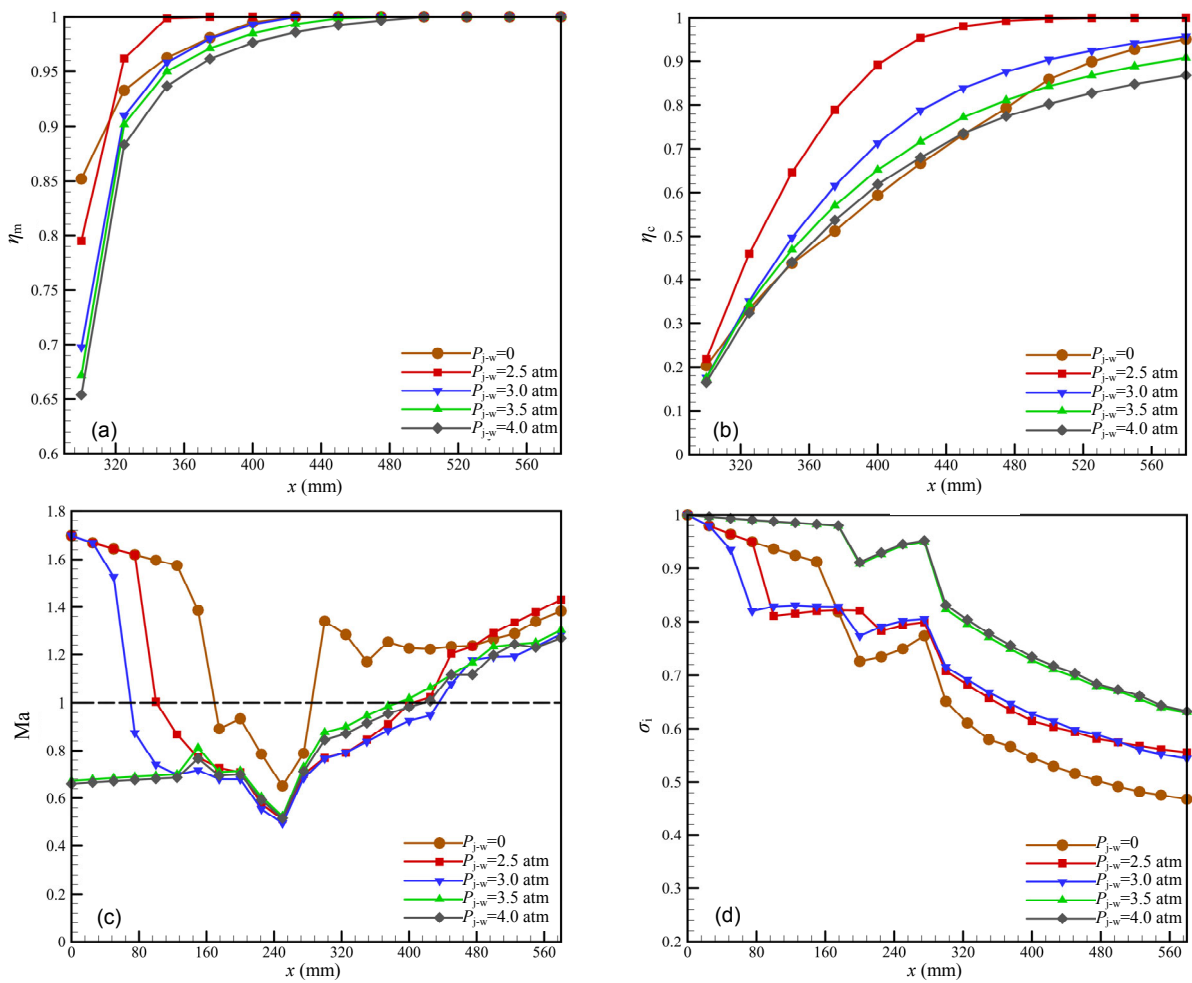 1
0.95
0.9
0.85
0.8
0.75
0.7
0.65
0.6
ηm
320 360 400 440 480 520 560
x (mm)
(a)
Pj-w=0
Pj-w=2.5 atm
Pj-w=3.0 atm
Pj-w=3.5 atm
Pj-w=4.0 atm
1
0.9
0.8
0.7
0.6
0.5
0.4
0.3
0.2
0.1
0
ηc
320 360 400 440 480 520 560
x (mm)
(b)
Pj-w=0
Pj-w=2.5 atm
Pj-w=3.0 atm
Pj-w=3.5 atm
Pj-w=4.0 atm
1.8
1.6
1.4
1.2
1
0.8
0.6
0.4
0.2
0
Ma
0 80 160 240 320 400 480 560
x (mm)
(c)
Pj-w=0
Pj-w=2.5 atm
Pj-w=3.0 atm
Pj-w=3.5 atm
Pj-w=4.0 atm
1
0.9
0.8
0.7
0.6
0.5
0.4
0.3
0.2
σi
0 80 160 240 320 400 480 560
x (mm)
(d)
Pj-w=0
Pj-w=2.5 atm
Pj-w=3.0 atm
Pj-w=3.5 atm
Pj-w=4.0 atm